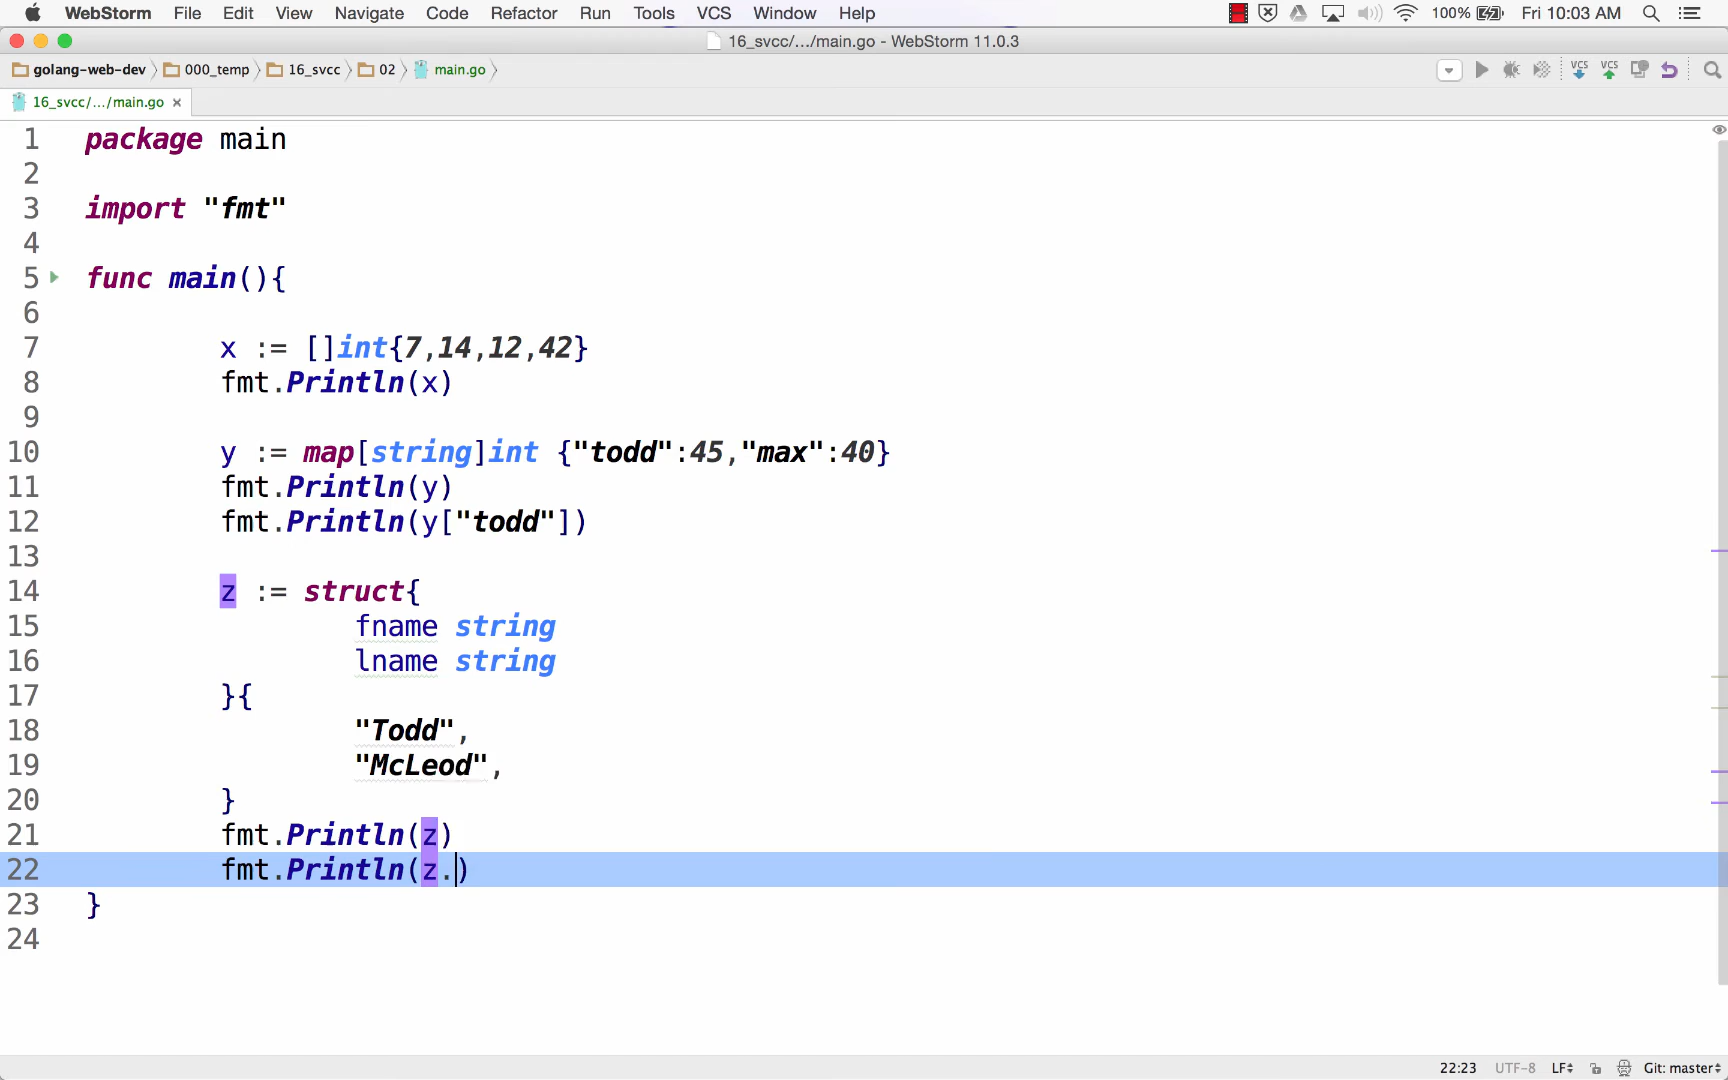 WebStorm File Edit View Navigate Code Refactor Run Tools VCS Window Help 100% Fri 10:03 AM
16_svcc/.../main.go - WebStorm 11.0.3
golang-web-dev 000_temp 16_svcc 02 main.go VCS VCS
16_svcc/.../main.go ×
1 package main
2
3 import "fmt"
4
5 func main(){
6
7 x := []int{7,14,12,42}
8 fmt.Println(x)
9
10 y := map[string]int {"todd":45,"max":40}
11 fmt.Println(y)
12 fmt.Println(y["todd"])
13
14 z := struct{
15 fname string
16 lname string
17 }{
18 "Todd",
19 "McLeod",
20 }
21 fmt.Println(z)
22 fmt.Println(z.)
23 }
24
22:23 UTF-8 LF Git: master